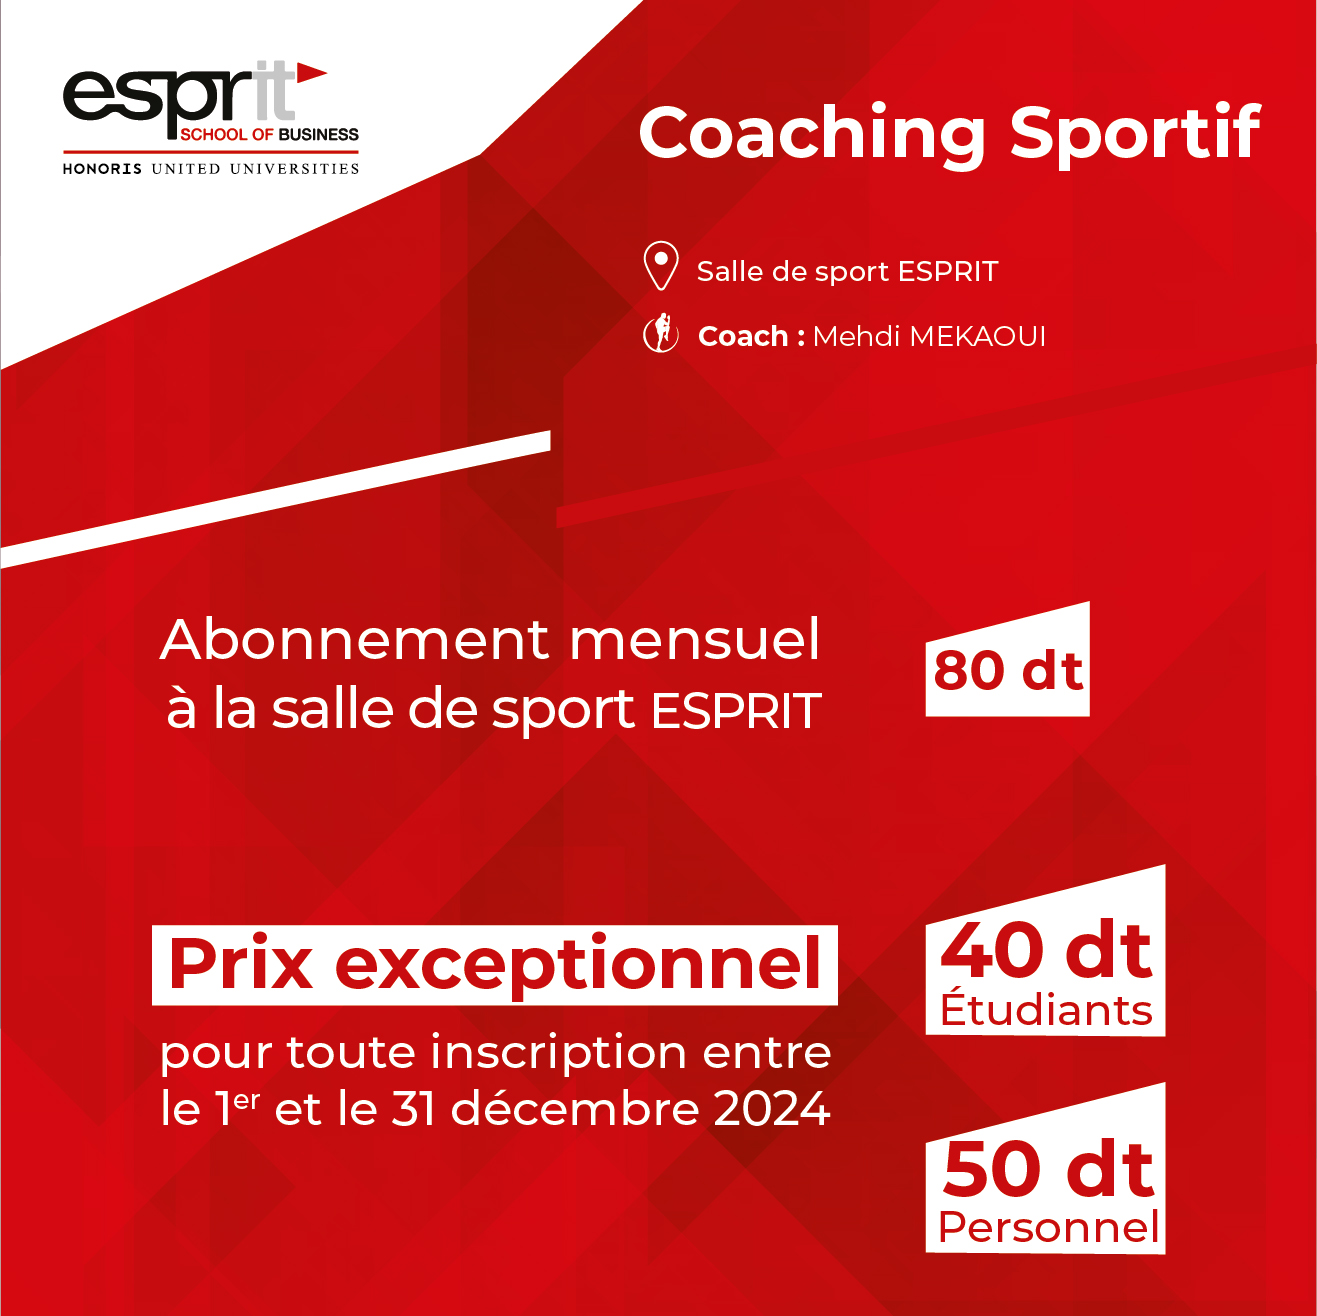 esprit
SCHOOL OF BUSINESS
HONORIS UNITED UNIVERSITIES
Coaching Sportif
Salle de sport ESPRIT
Coach : Mehdi MEKAOUI
Abonnement mensuel
à la salle de sport ESPRIT
80 dt
Prix exceptionnel
pour toute inscription entre
le 1er et le 31 décembre 2024
40 dt
Étudiants
50 dt
Personnel